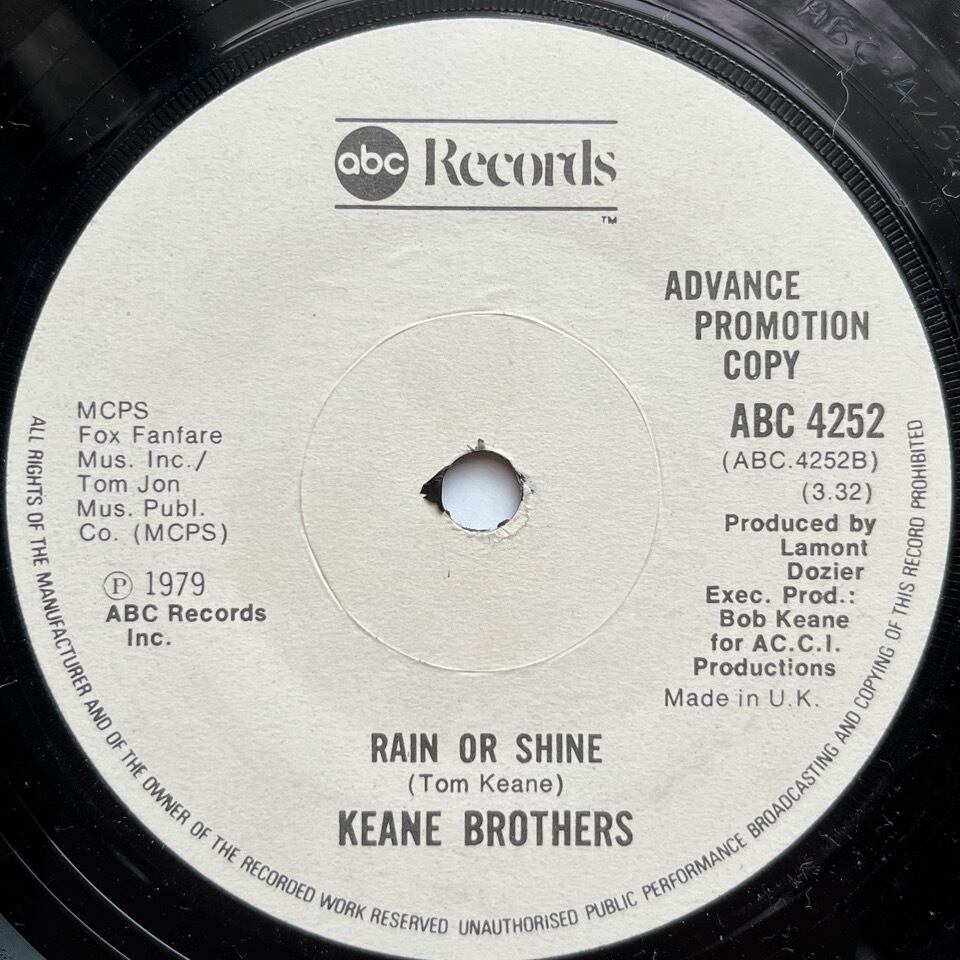 abc Records
TM
ADVANCE
PROMOTION
COPY
ABC 4252
(ABC.4252B)
(3.32)
Produced by
Lamont
Dozier
Exec. Prod.:
Bob Keane
for AC.C.I.
Productions
Made in U.K.
MCPS
Fox Fanfare
Mus. Inc./
Tom Jon
Mus. Publ.
Co. (MCPS)
Ⓟ 1979
ABC Records
Inc.
RAIN OR SHINE
(Tom Keane)
KEANE BROTHERS
ALL RIGHTS OF THE MANUFACTURER AND OF THE OWNER OF THE RECORDED WORK RESERVED UNAUTHORISED PUBLIC PERFORMANCE BROADCASTING AND COPYING OF THIS RECORD PROHIBITED